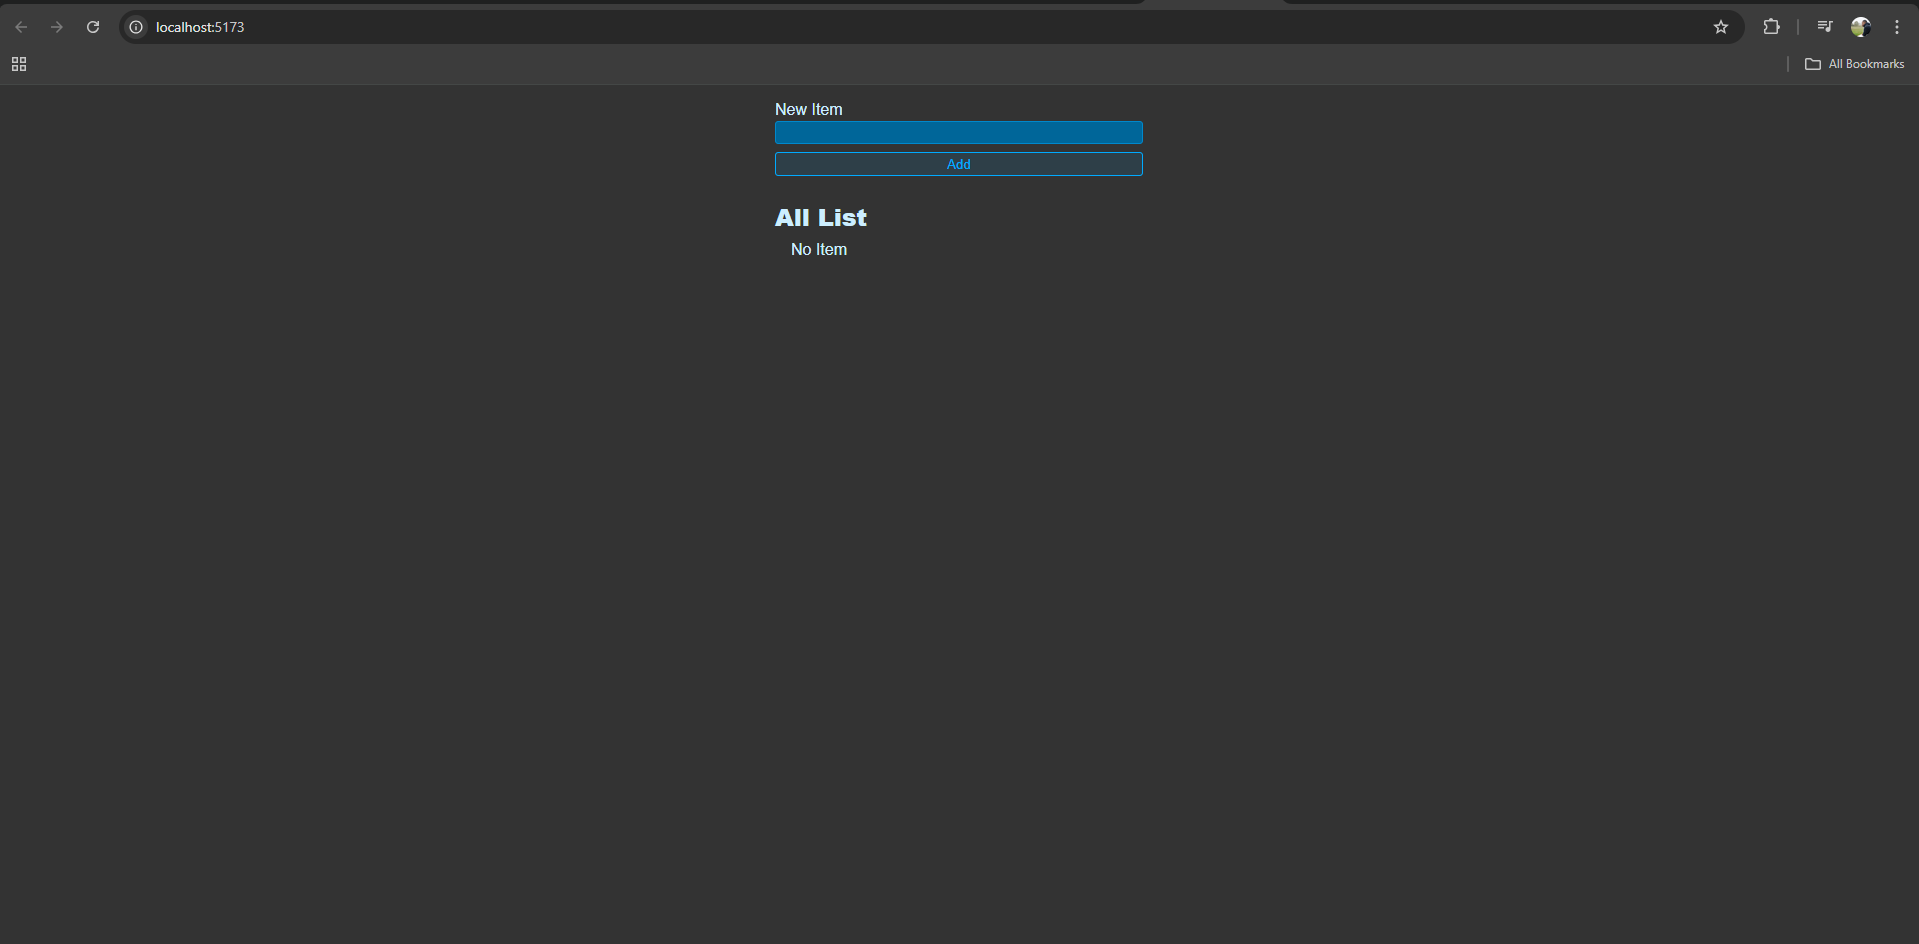 localhost:5173
All Bookmarks
New Item
Add
All List
No Item